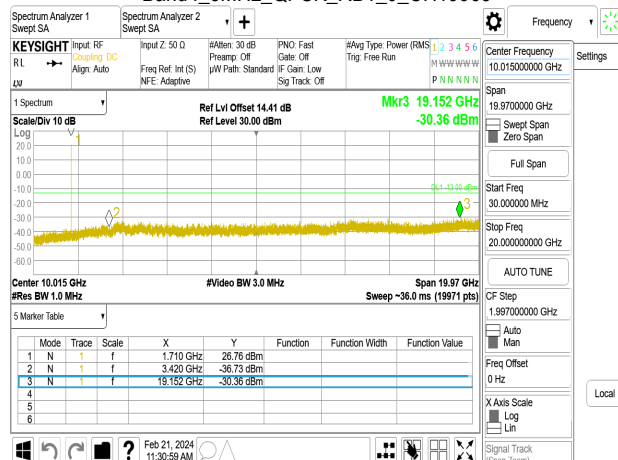 Spectrum Analyzer 1
Swept SA
Spectrum Analyzer 2
Swept SA
Frequency
KEYSIGHT
RL
LXI
Input: RF
Coupling: DC
Align: Auto
Input Z: 50 Ω
Freq Ref: Int (S)
NFE: Adaptive
#Atten: 30 dB
Preamp: Off
µW Path: Standard
PNO: Fast
Gate: Off
IF Gain: Low
Sig Track: Off
#Avg Type: Power (RMS
Trig: Free Run
1 2 3 4 5 6
M W W W W W
P N N N N N
Center Frequency
10.015000000 GHz
Settings
1 Spectrum
Scale/Div 10 dB
Ref Lvl Offset 14.41 dB
Ref Level 30.00 dBm
Mkr3 19.152 GHz
-30.36 dBm
Span
19.9700000 GHz
Swept Span
Zero Span
Full Span
Start Freq
30.000000 MHz
Stop Freq
20.000000000 GHz
AUTO TUNE
CF Step
1.997000000 GHz
Auto
Man
Freq Offset
0 Hz
X Axis Scale
Log
Lin
Local
Signal Track
Log
20.0
10.0
0.00
-10.0
-20.0
-30.0
-40.0
-50.0
-60.0
1
2
3
DL1 -13.00 dBm
Center 10.015 GHz
#Video BW 3.0 MHz
Span 19.97 GHz
#Res BW 1.0 MHz
Sweep ~36.0 ms (19971 pts)
5 Marker Table
Mode Trace Scale X Y Function Function Width Function Value
1 N 1 f 1.710 GHz 26.76 dBm
2 N 1 f 3.420 GHz -36.73 dBm
3 N 1 f 19.152 GHz -30.36 dBm
4
5
6
?
Feb 21, 2024
11:30:59 AM